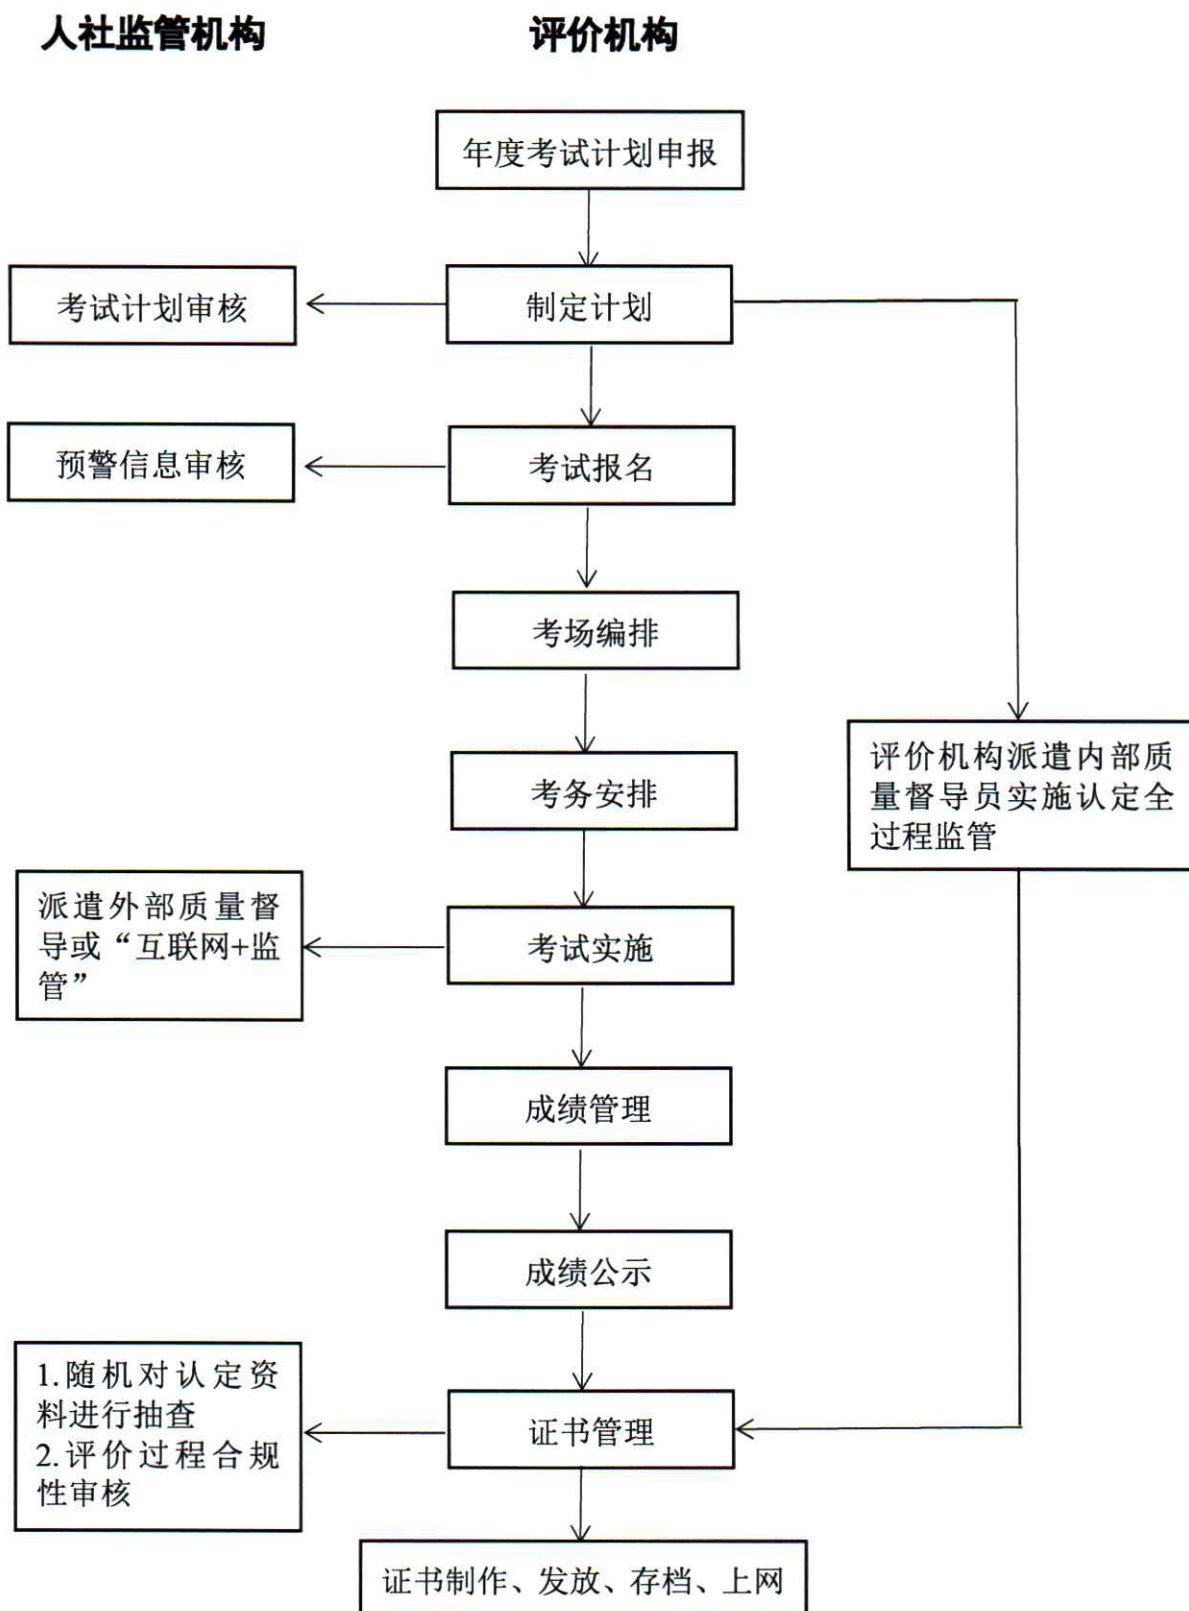 人社监管机构
评价机构
年度考试计划申报
考试计划审核
制定计划
预警信息审核
考试报名
考场编排
考务安排
评价机构派遣内部质
量督导员实施认定全
过程监管
派遣外部质量督
导或“互联网+监
管”
考试实施
成绩管理
成绩公示
1.随机对认定资
料进行抽查
2.评价过程合规
性审核
证书管理
证书制作、发放、存档、上网